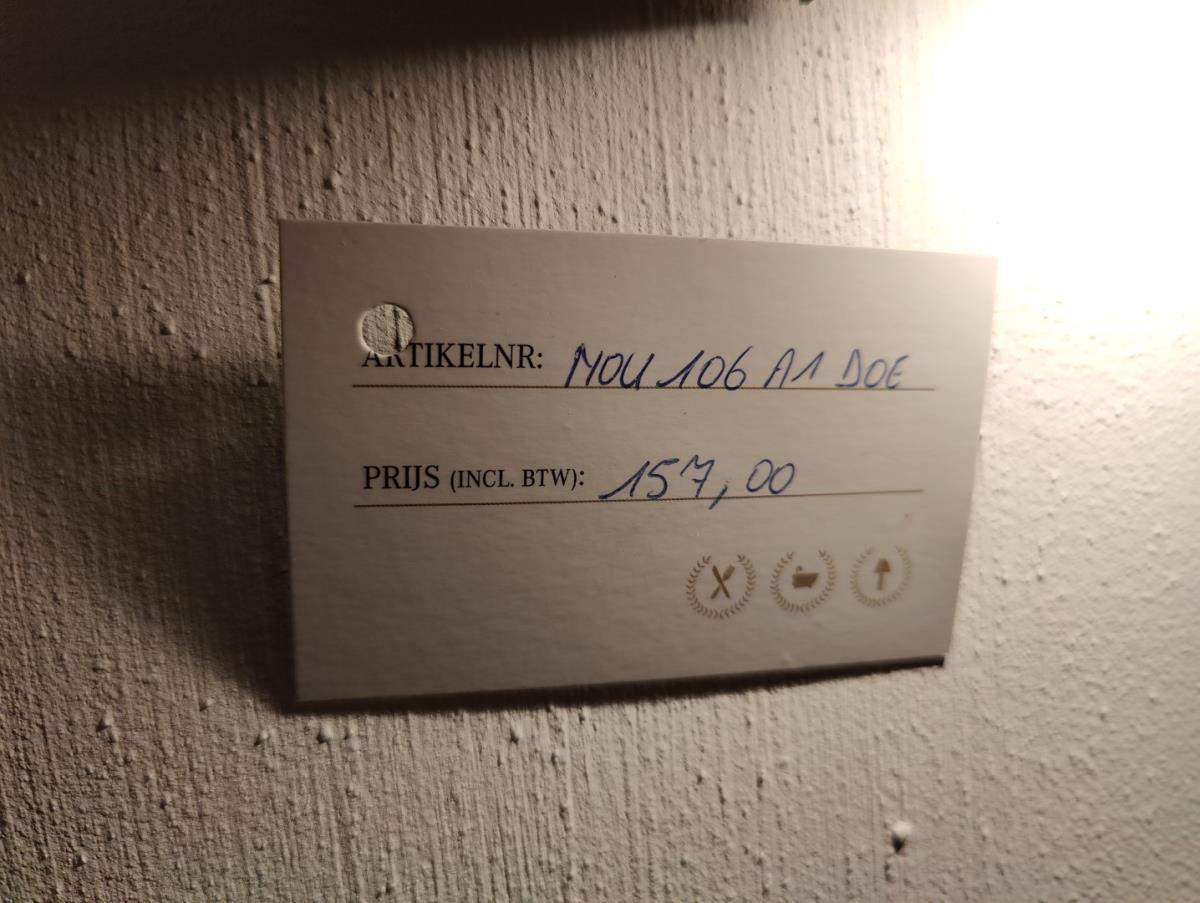 ARTIKELNR: MOU 106 A1 DOE
PRIJS (INCL. BTW): 157,00